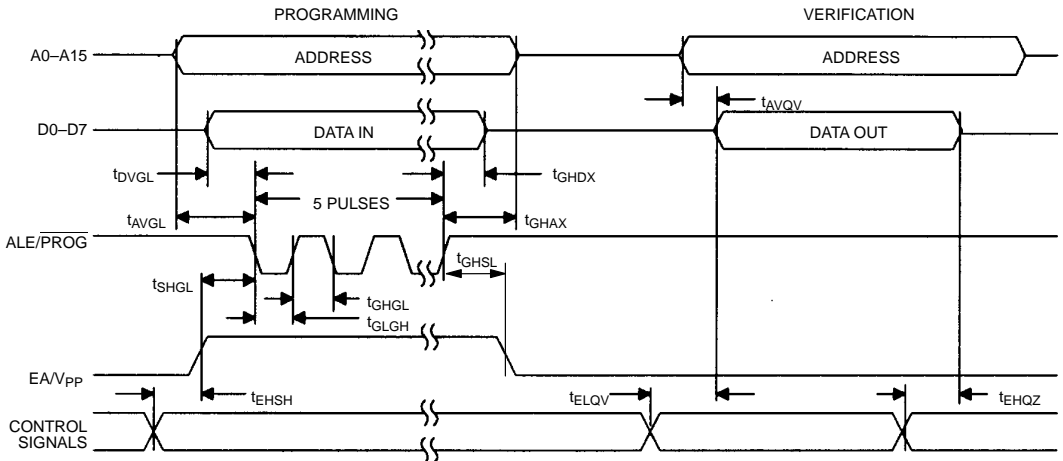 PROGRAMMING VERIFICATION
A0–A15 ADDRESS ADDRESS
tAVQV
D0–D7 DATA IN DATA OUT
tDVGL tGHDX
5 PULSES
tAVGL tGHAX
ALE/PROG
tGHSL
tSHGL
tGHGL
tGLGH
EA/VPP
tEHSH tELQV tEHQZ
CONTROL
SIGNALS